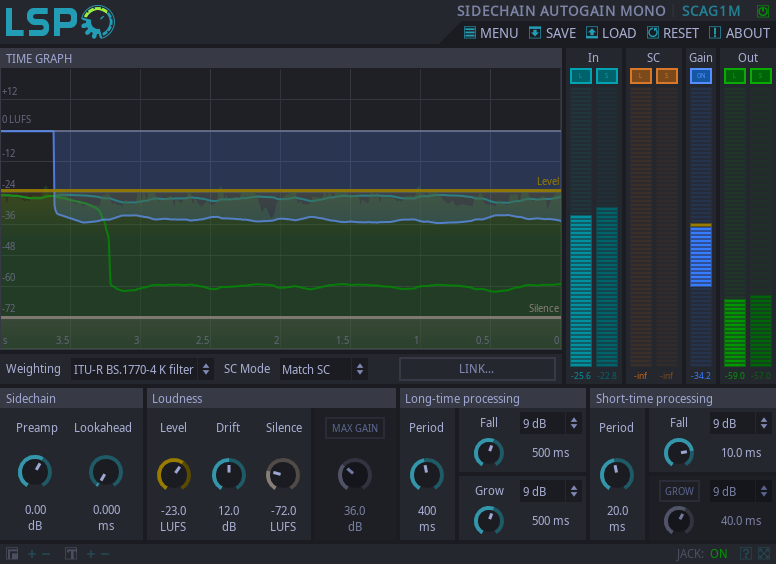 LSP
SIDECHAIN AUTOGAIN MONO SCAG1M
MENU SAVE LOAD RESET ABOUT
TIME GRAPH
In SC Gain Out
L S L S ON L S
+12
0 LUFS
-12
-24
-36
-48
-60
-72
Level
Silence
s 3.5 3 2.5 2 1.5 1 0.5 0
-25.6 -22.8 -inf -inf -34.2 -59.0 -57.0
Weighting ITU-R BS.1770-4 K filter SC Mode Match SC LINK...
Sidechain Loudness Long-time processing Short-time processing
Preamp Lookahead
0.00 dB
0.000 ms
Level Drift Silence
-23.0 LUFS
12.0 dB
-72.0 LUFS
MAX GAIN
36.0 dB
Period
400 ms
Fall 9 dB
500 ms
Grow 9 dB
500 ms
Period
20.0 ms
Fall 9 dB
10.0 ms
GROW 9 dB
40.0 ms
JACK: ON